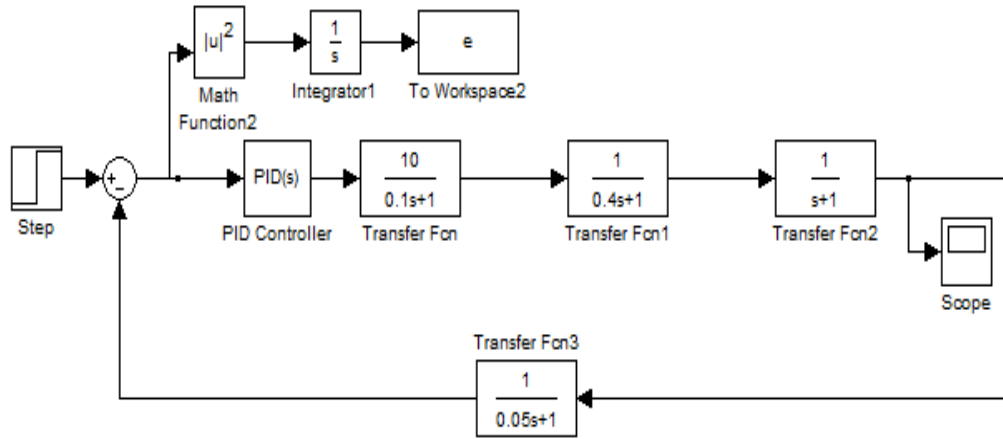 |u|²
1
s
e
Math
Function2
Integrator1
To Workspace2
+
−
Step
PID(s)
PID Controller
10
0.1s+1
Transfer Fcn
1
0.4s+1
Transfer Fcn1
1
s+1
Transfer Fcn2
Scope
Transfer Fcn3
1
0.05s+1